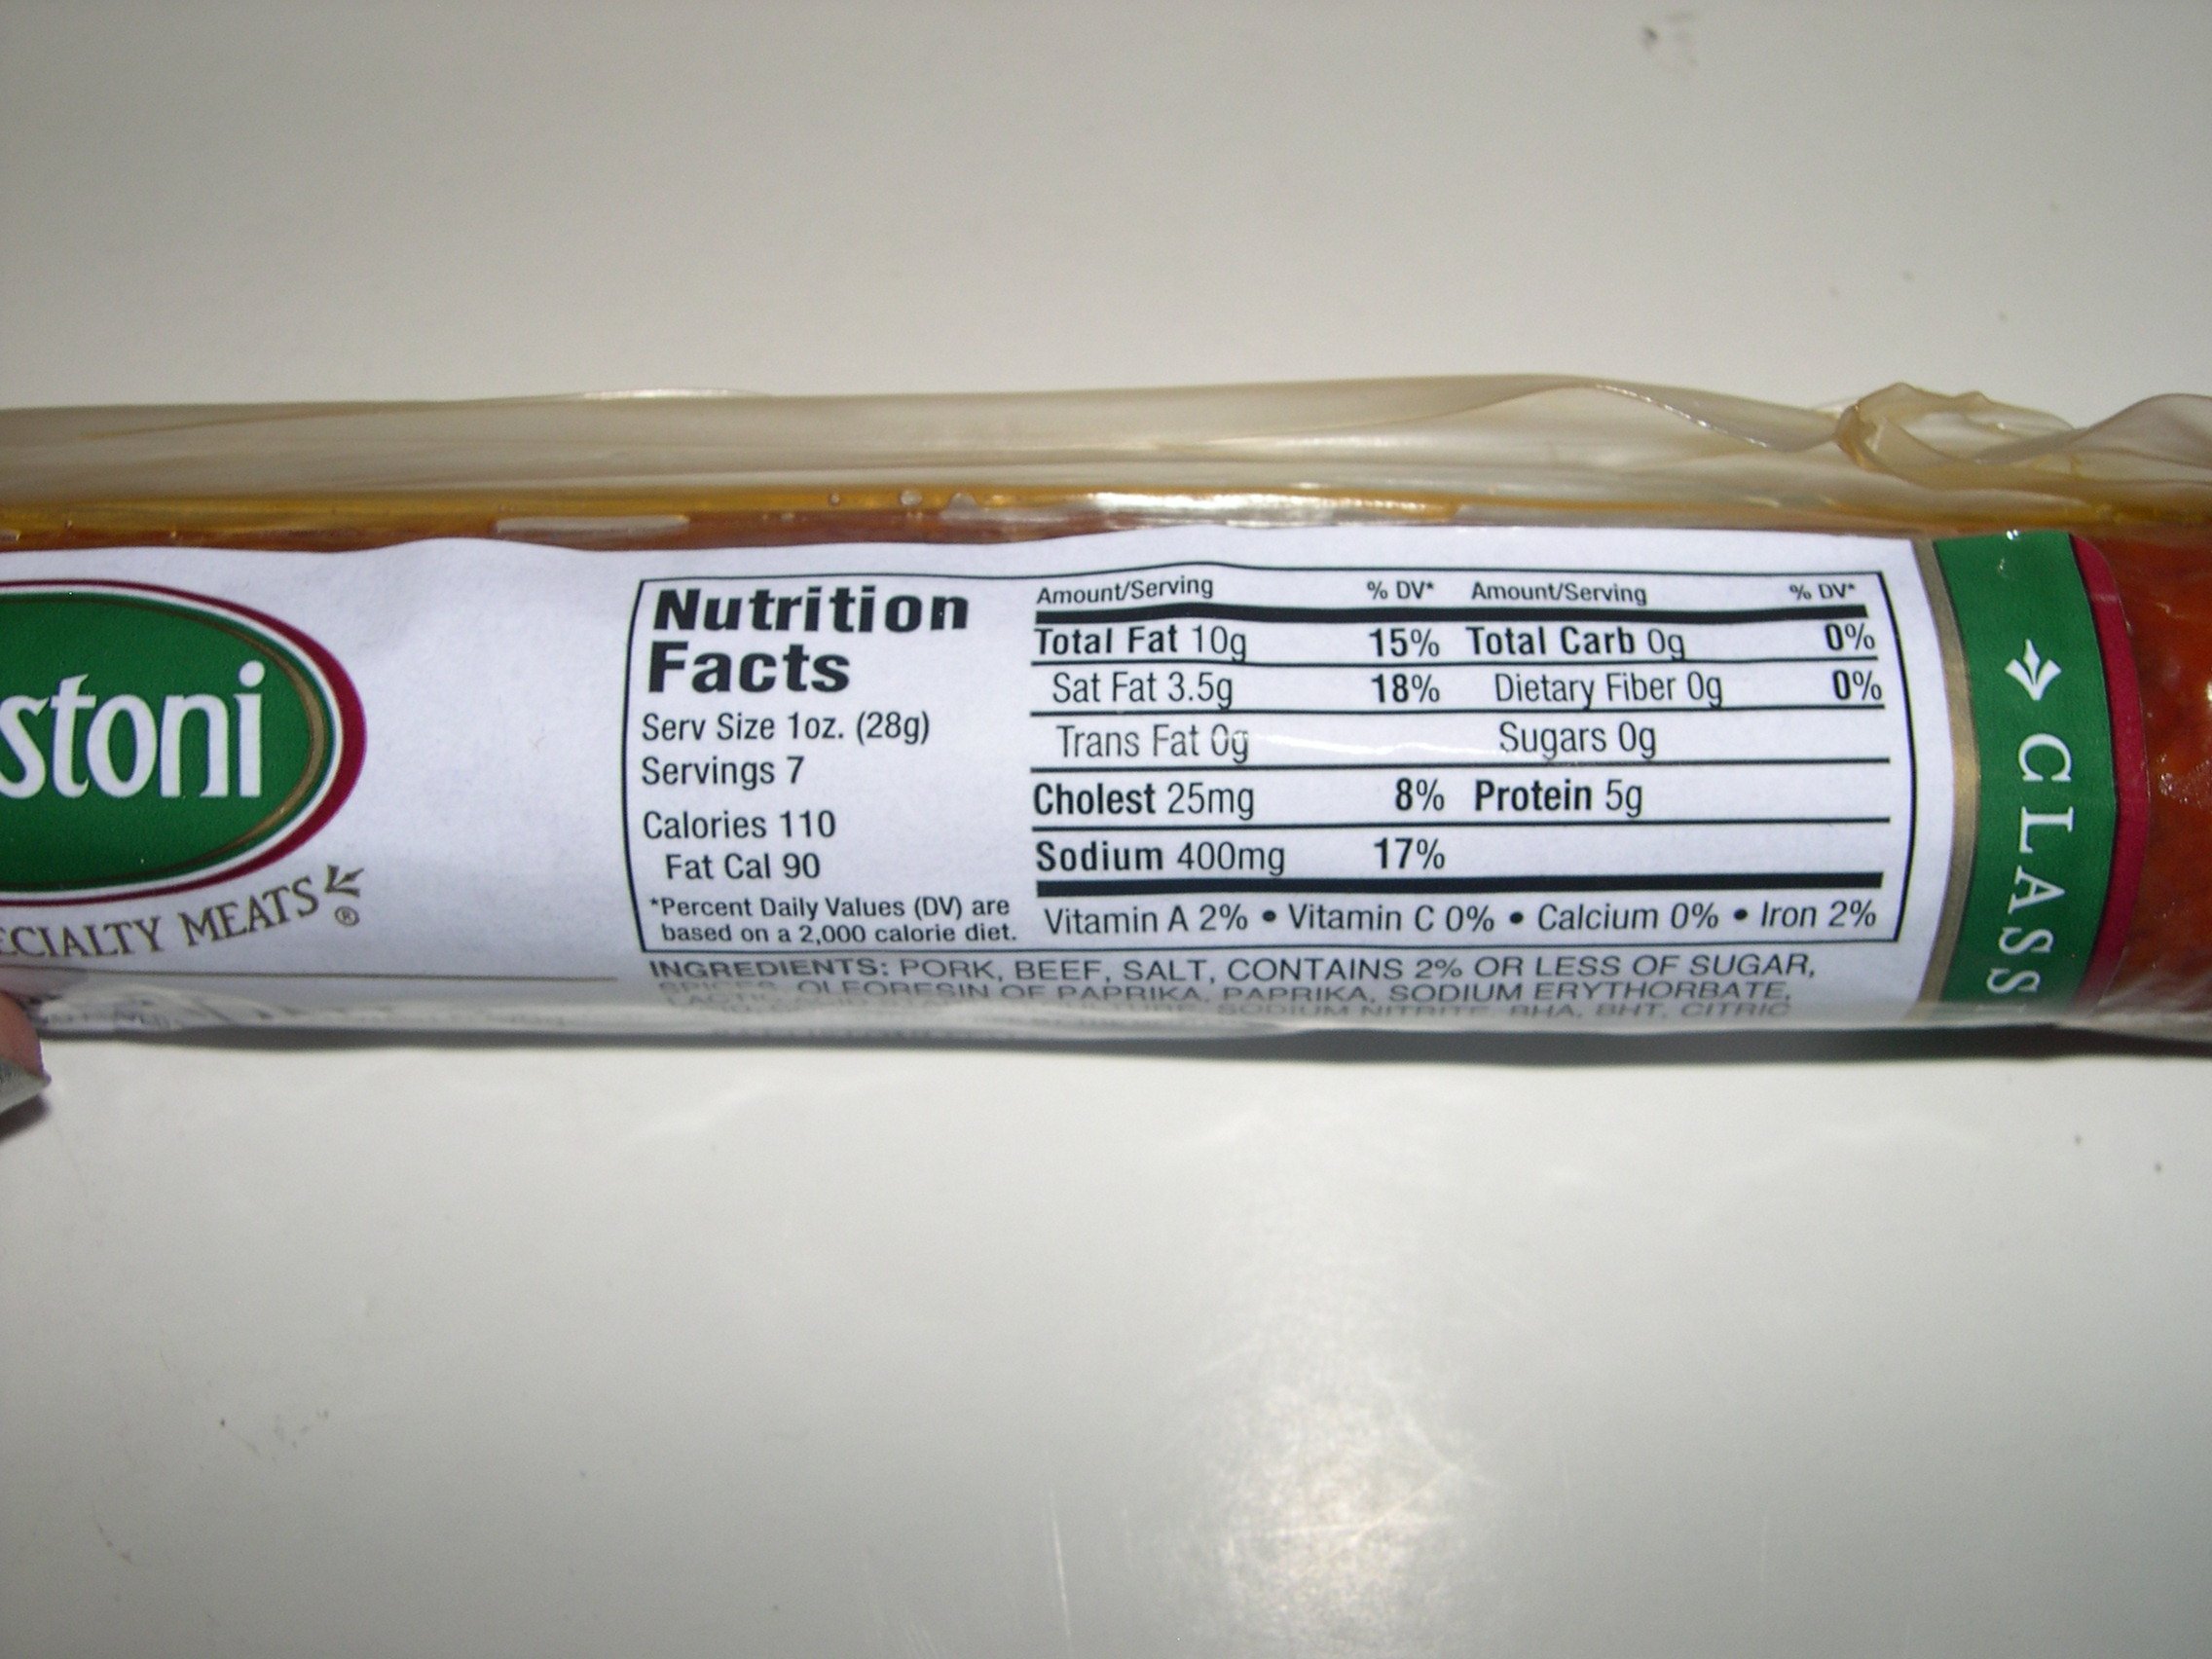 stoni
ECIALTY MEATS®
Nutrition
Facts
Serv Size 1oz. (28g)
Servings 7
Calories 110
Fat Cal 90
*Percent Daily Values (DV) are
based on a 2,000 calorie diet.
Amount/Serving % DV* Amount/Serving % DV*
Total Fat 10g 15% Total Carb 0g 0%
Sat Fat 3.5g 18% Dietary Fiber 0g 0%
Trans Fat 0g Sugars 0g
Cholest 25mg 8% Protein 5g
Sodium 400mg 17%
Vitamin A 2% • Vitamin C 0% • Calcium 0% • Iron 2%
INGREDIENTS: PORK, BEEF, SALT, CONTAINS 2% OR LESS OF SUGAR,
SPICES, OLEORESIN OF PAPRIKA, PAPRIKA, SODIUM ERYTHORBATE,
LACTIC ACID SODIUM NITRITE, BHA, BHT, CITRIC
CLASS